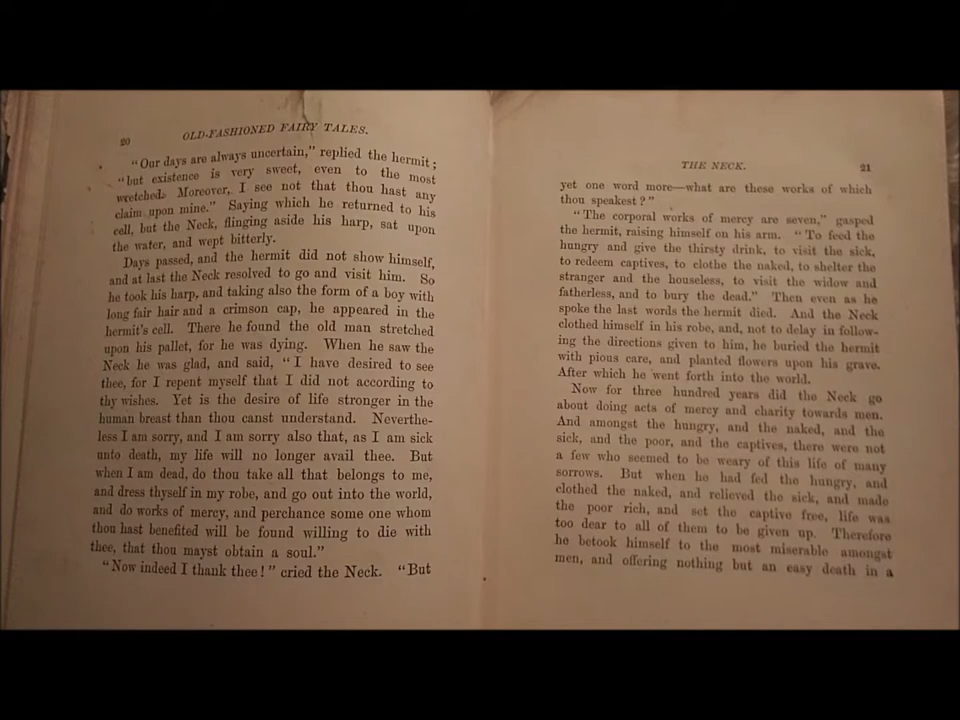 20
OLD-FASHIONED FAIRY TALES.
"Our days are always uncertain," replied the hermit;
"but existence is very sweet, even to the most
wretched. Moreover, I see not that thou hast any
claim upon mine." Saying which he returned to his
cell, but the Neck, flinging aside his harp, sat upon
the water, and wept bitterly.
Days passed, and the hermit did not show himself,
and at last the Neck resolved to go and visit him. So
he took his harp, and taking also the form of a boy with
long fair hair and a crimson cap, he appeared in the
hermit's cell. There he found the old man stretched
upon his pallet, for he was dying. When he saw the
Neck he was glad, and said, "I have desired to see
thee, for I repent myself that I did not according to
thy wishes. Yet is the desire of life stronger in the
human breast than thou canst understand. Neverthe-
less I am sorry, and I am sorry also that, as I am sick
unto death, my life will no longer avail thee. But
when I am dead, do thou take all that belongs to me,
and dress thyself in my robe, and go out into the world,
and do works of mercy, and perchance some one whom
thou hast benefited will be found willing to die with
thee, that thou mayst obtain a soul."
"Now indeed I thank thee!" cried the Neck. "But
THE NECK.
21
yet one word more—what are these works of which
thou speakest?"
"The corporal works of mercy are seven," gasped
the hermit, raising himself on his arm. "To feed the
hungry and give the thirsty drink, to visit the sick,
to redeem captives, to clothe the naked, to shelter the
stranger and the houseless, to visit the widow and
fatherless, and to bury the dead." Then even as he
spoke the last words the hermit died. And the Neck
clothed himself in his robe, and, not to delay in follow-
ing the directions given to him, he buried the hermit
with pious care, and planted flowers upon his grave.
After which he went forth into the world.
Now for three hundred years did the Neck go
about doing acts of mercy and charity towards men.
And amongst the hungry, and the naked, and the
sick, and the poor, and the captives, there were not
a few who seemed to be weary of this life of many
sorrows. But when he had fed the hungry, and
clothed the naked, and relieved the sick, and made
the poor rich, and set the captive free, life was
too dear to all of them to be given up. Therefore
he betook himself to the most miserable amongst
men, and offering nothing but an easy death in a